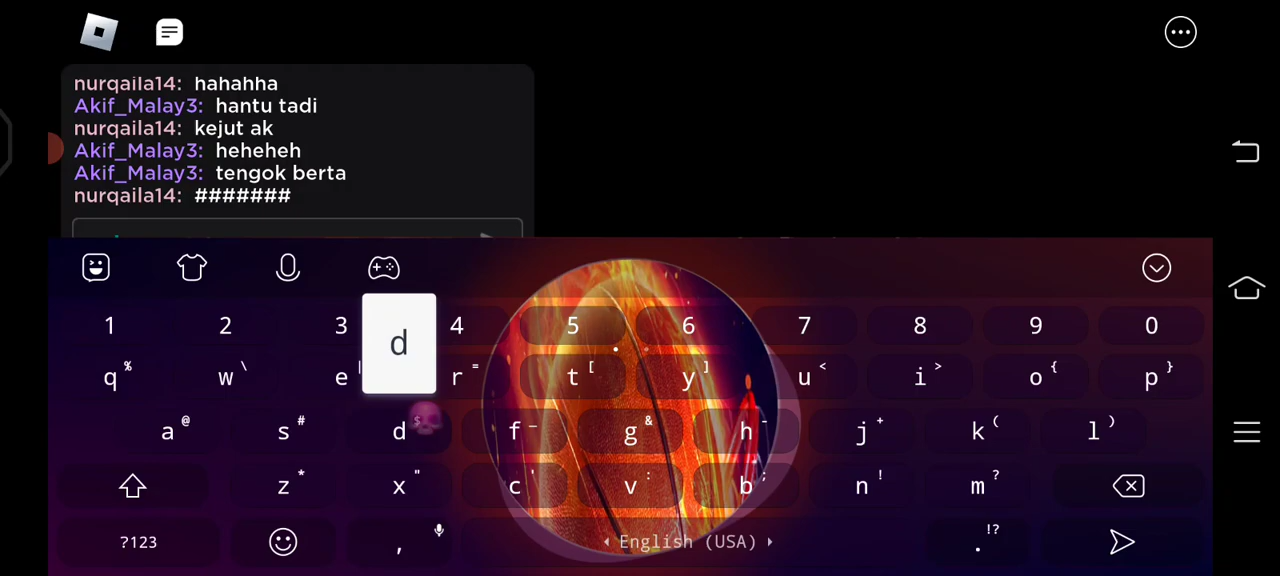 nurqaila14: hahahha
Akif_Malay3: hantu tadi
nurqaila14: kejut ak
Akif_Malay3: heheheh
Akif_Malay3: tengok berta
nurqaila14: #######
d
1 2 3 4 5 6 7 8 9 0
q % w \ e | r = t [ y ] u < i > o { p }
a @ s # d $ f _ g & h - j + k ( l )
z * x " c ' v : b ; n ! m ?
?123 , English (USA) . !?